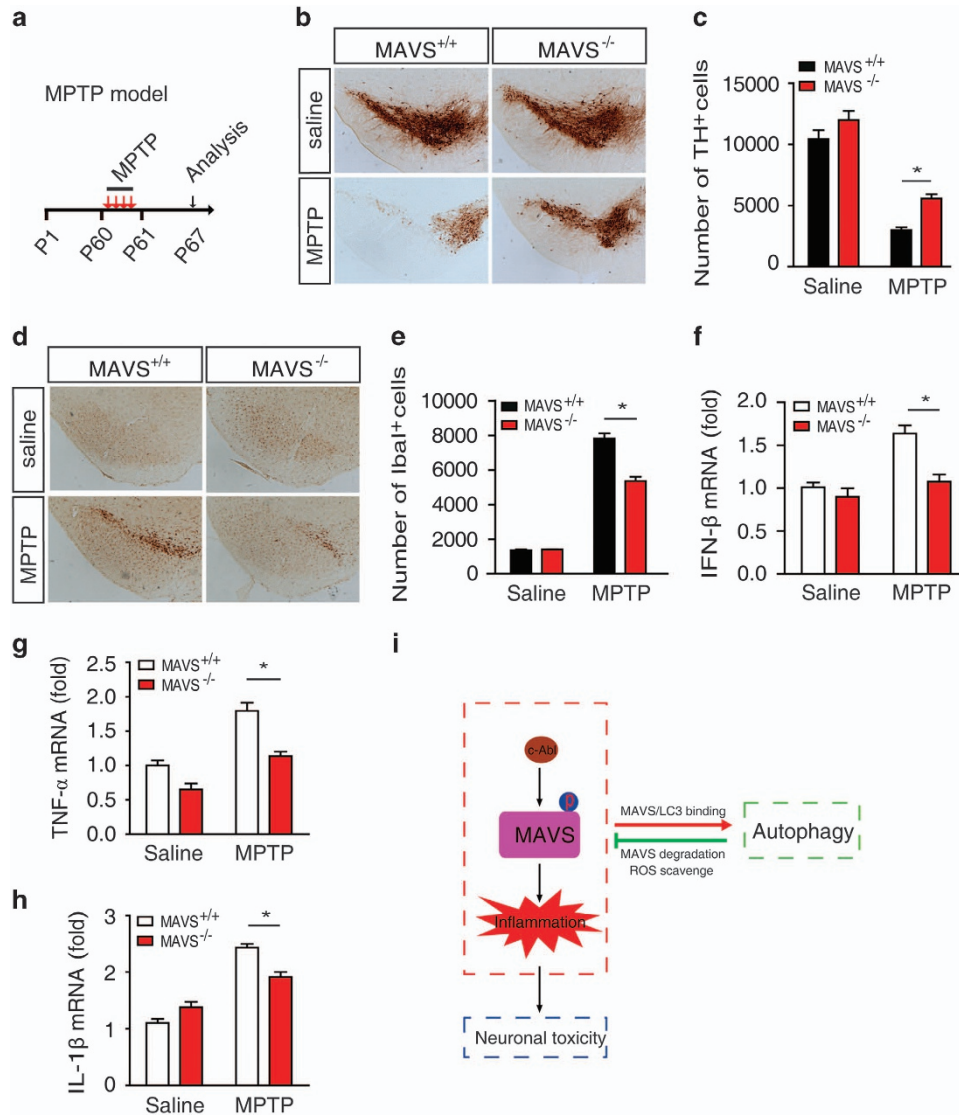 a
MPTP model
MPTP
Analysis
P1
P60
P61
P67
b
MAVS+/+
MAVS-/-
saline
MPTP
c
MAVS+/+
MAVS-/-
Number of TH+cells
15000
10000
5000
0
*
Saline
MPTP
d
MAVS+/+
MAVS-/-
saline
MPTP
e
MAVS+/+
MAVS-/-
Number of Ibal+cells
10000
8000
6000
4000
2000
0
*
Saline
MPTP
f
MAVS+/+
MAVS-/-
IFN-β mRNA (fold)
2.0
1.5
1.0
0.5
0.0
*
Saline
MPTP
g
MAVS+/+
MAVS-/-
TNF-α mRNA (fold)
2.5
2.0
1.5
1.0
0.5
0.0
*
Saline
MPTP
h
MAVS+/+
MAVS-/-
IL-1β mRNA (fold)
3
2
1
0
*
Saline
MPTP
i
c-Abl
p
MAVS
Inflammation
Neuronal toxicity
MAVS/LC3 binding
MAVS degradation
ROS scavenge
Autophagy